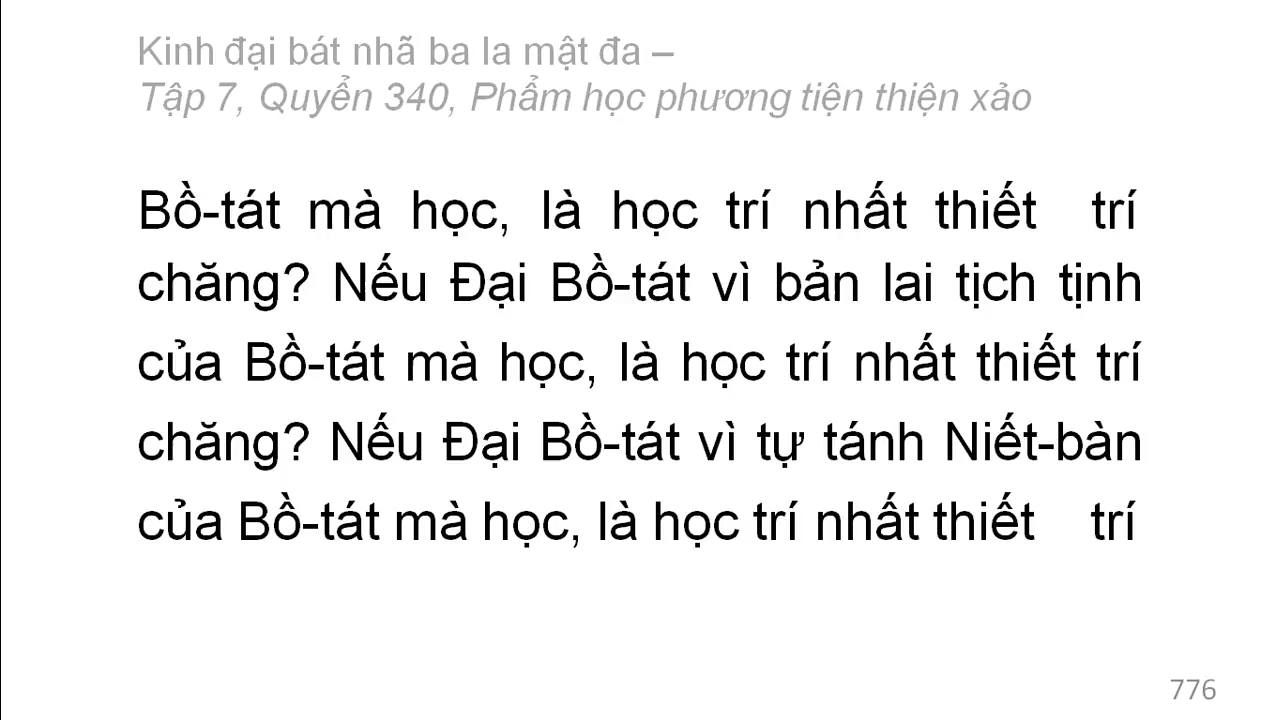 Kinh đại bát nhã ba la mật đa –
Tập 7, Quyển 340, Phẩm học phương tiện thiện xảo
Bồ-tát mà học, là học trí nhất thiết trí
chăng? Nếu Đại Bồ-tát vì bản lai tịch tịnh
của Bồ-tát mà học, là học trí nhất thiết trí
chăng? Nếu Đại Bồ-tát vì tự tánh Niết-bàn
của Bồ-tát mà học, là học trí nhất thiết trí
776